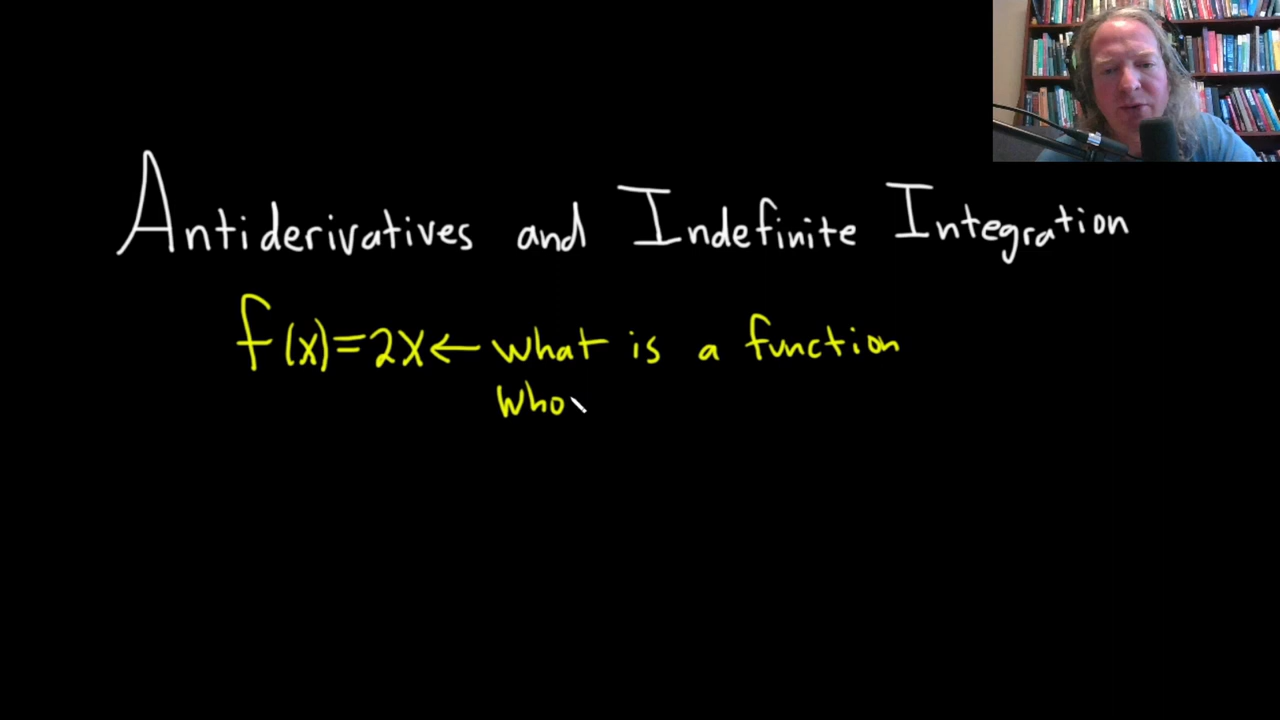 Antiderivatives and Indefinite Integration
f(x)=2x← what is a function
who